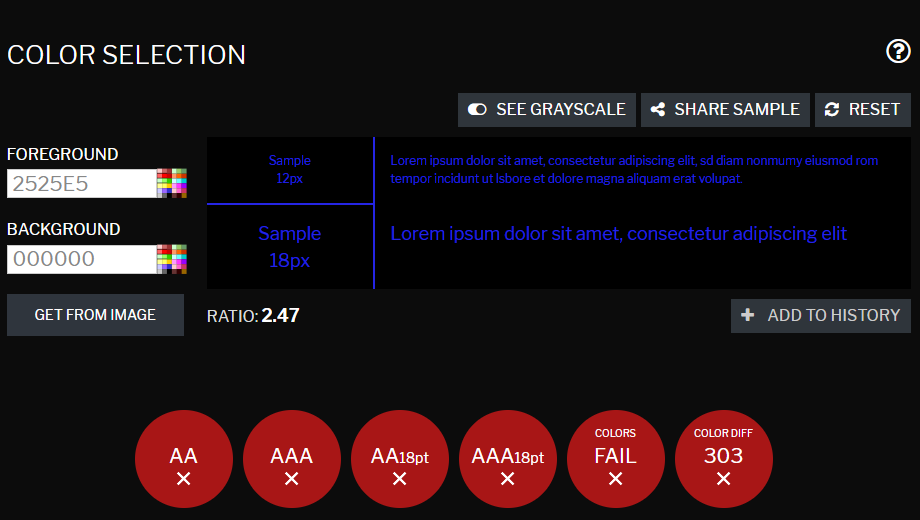 COLOR SELECTION
SEE GRAYSCALE
SHARE SAMPLE
RESET
FOREGROUND
2525E5
BACKGROUND
000000
GET FROM IMAGE
Sample
12px
Lorem ipsum dolor sit amet, consectetur adipiscing elit, sd diam nonmumy eiusmod rom
tempor incidunt ut lsbore et dolore magna aliquam erat volupat.
Sample
18px
Lorem ipsum dolor sit amet, consectetur adipiscing elit
RATIO: 2.47
ADD TO HISTORY
AA
AAA
AA18pt
AAA18pt
COLORS
FAIL
COLOR DIFF
303